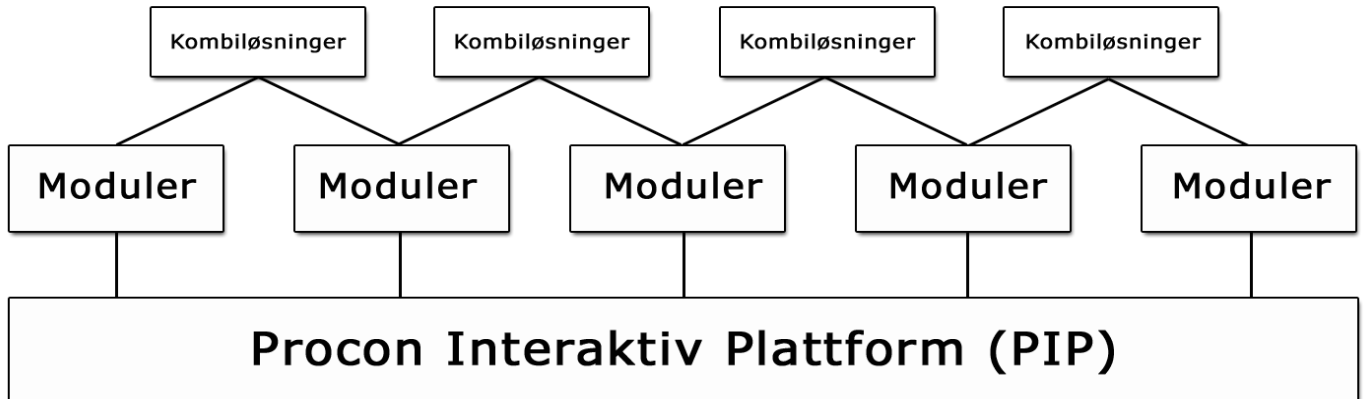 Kombiløsninger
Kombiløsninger
Kombiløsninger
Kombiløsninger
Moduler
Moduler
Moduler
Moduler
Moduler
Procon Interaktiv Plattform (PIP)